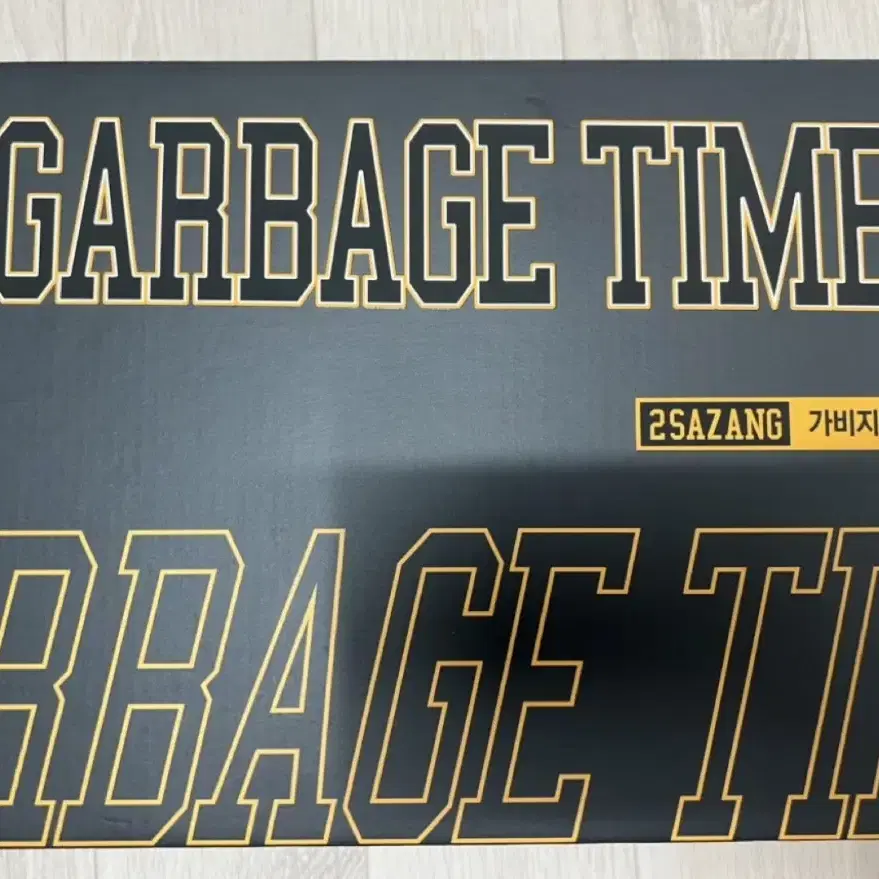 GARBAGE TIME
2SAZANG 가비지
RBAGE TI